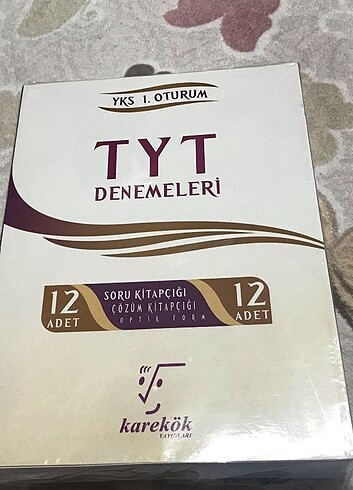 YKS 1. OTURUM
TYT
DENEMELERİ
12 ADET
SORU KİTAPÇIĞI
ÇÖZÜM KİTAPÇIĞI
OPTİK FORM
12 ADET
karekök
YAYINLARI